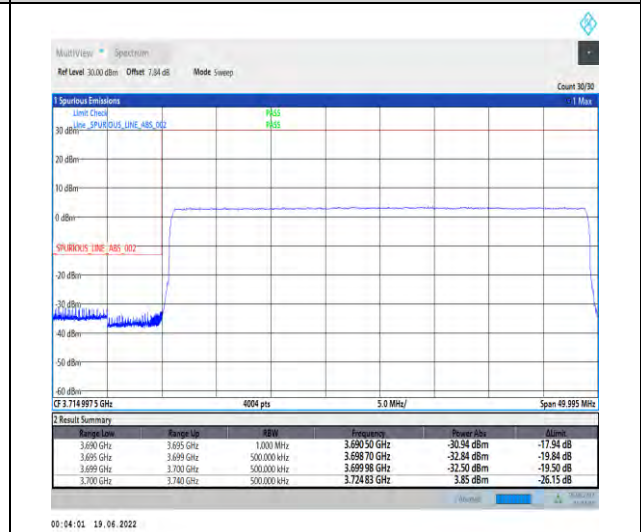 MultiView Spectrum
Ref Level 30.00 dBm Offset 7.84 dB Mode Sweep
Count 30/30
1 Spurious Emissions 1 Max
Limit Check PASS
Line _SPURIOUS_LINE_ABS_002 PASS
30 dBm
20 dBm
10 dBm
0 dBm
SPURIOUS_LINE_ABS_002
-20 dBm
-30 dBm
-40 dBm
-50 dBm
-60 dBm
CF 3.714 997 5 GHz 4004 pts 5.0 MHz/ Span 49.995 MHz
2 Result Summary
Range Low Range Up RBW Frequency Power Abs ΔLimit
3.690 GHz 3.695 GHz 1.000 MHz 3.690 50 GHz -30.94 dBm -17.94 dB
3.695 GHz 3.699 GHz 500.000 kHz 3.698 70 GHz -32.84 dBm -19.84 dB
3.699 GHz 3.700 GHz 500.000 kHz 3.699 98 GHz -32.50 dBm -19.50 dB
3.700 GHz 3.740 GHz 500.000 kHz 3.724 83 GHz 3.85 dBm -26.15 dB
00:04:01 19.06.2022